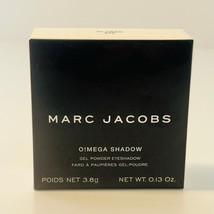 MARC JACOBS
O!MEGA SHADOW
GEL POWDER EYESHADOW
FARD À PAUPIÈRES GEL-POUDRE
POIDS NET 3.8g NET WT. 0.13 Oz.